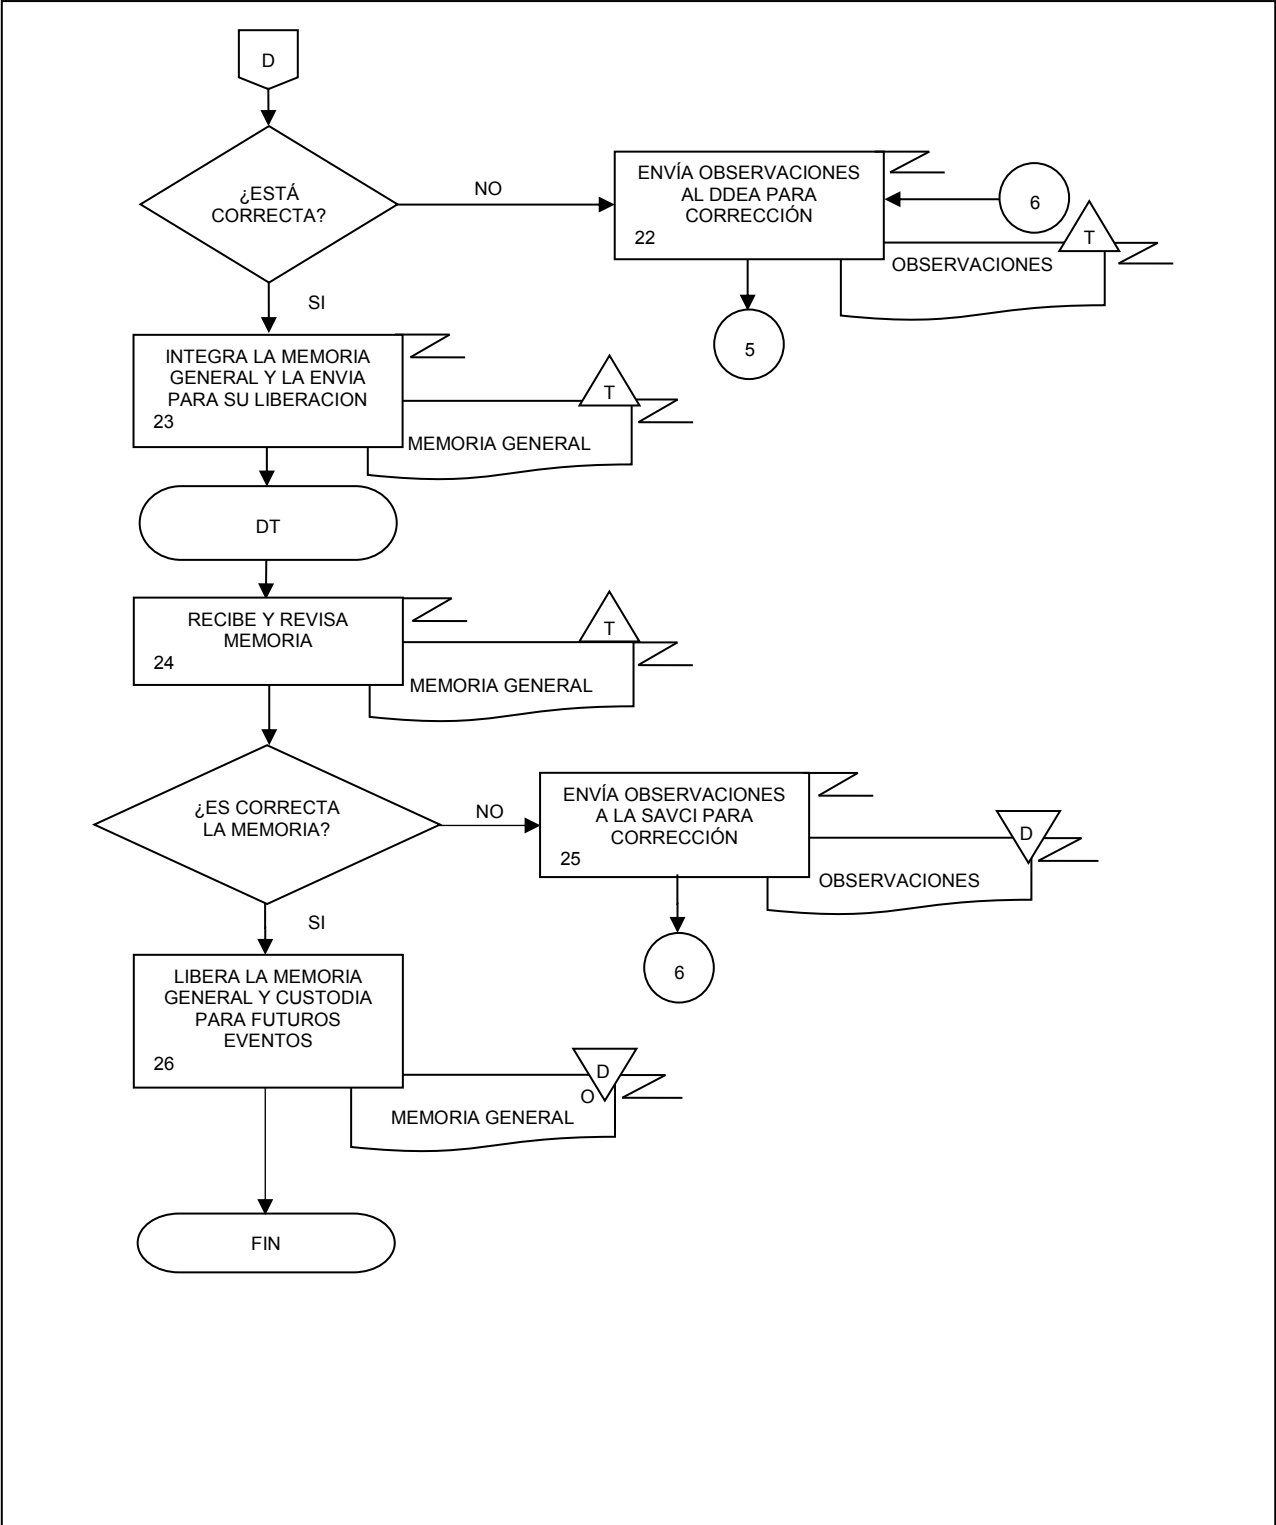 D
¿ESTÁ
CORRECTA?
NO
ENVÍA OBSERVACIONES
AL DDEA PARA
CORRECCIÓN
22
6
T
OBSERVACIONES
5
SI
INTEGRA LA MEMORIA
GENERAL Y LA ENVIA
PARA SU LIBERACION
23
T
MEMORIA GENERAL
DT
RECIBE Y REVISA
MEMORIA
24
T
MEMORIA GENERAL
¿ES CORRECTA
LA MEMORIA?
NO
ENVÍA OBSERVACIONES
A LA SAVCI PARA
CORRECCIÓN
25
D
OBSERVACIONES
6
SI
LIBERA LA MEMORIA
GENERAL Y CUSTODIA
PARA FUTUROS
EVENTOS
26
D
O
MEMORIA GENERAL
FIN